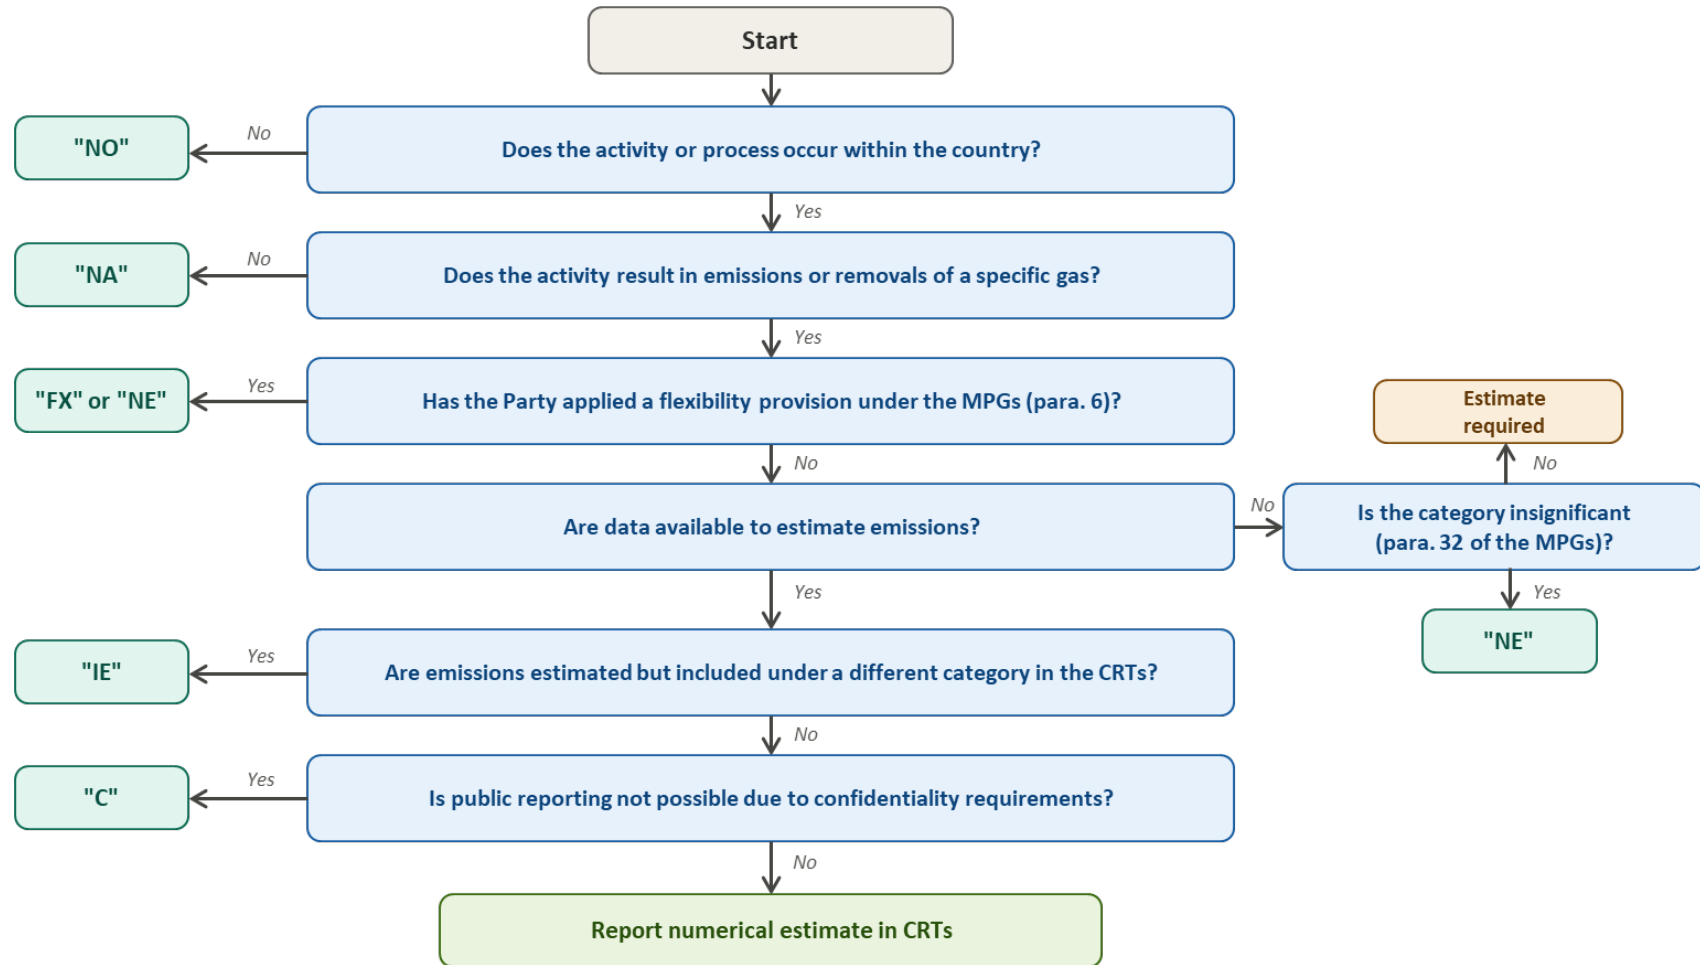 Start
Does the activity or process occur within the country?
No
"NO"
Yes
Does the activity result in emissions or removals of a specific gas?
No
"NA"
Yes
Has the Party applied a flexibility provision under the MPGs (para. 6)?
Yes
"FX" or "NE"
No
Are data available to estimate emissions?
No
Is the category insignificant
(para. 32 of the MPGs)?
No
Estimate
required
Yes
"NE"
Yes
Are emissions estimated but included under a different category in the CRTs?
Yes
"IE"
No
Is public reporting not possible due to confidentiality requirements?
Yes
"C"
No
Report numerical estimate in CRTs